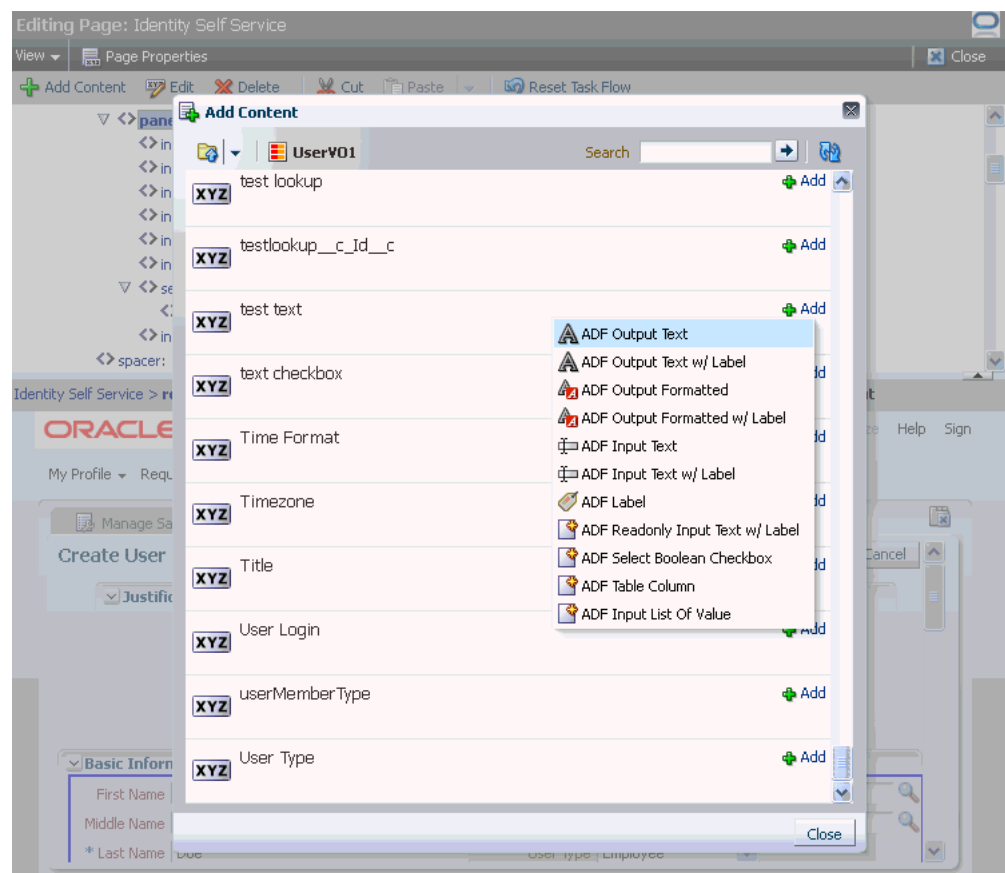 Editing Page: Identity Self Service
View Page Properties Close
Add Content Edit Delete Cut Paste Reset Task Flow
Add Content
UserVO1 Search
test lookup Add
testlookup__c_Id__c Add
test text Add
ADF Output Text
ADF Output Text w/ Label
text checkbox
ADF Output Formatted
ADF Output Formatted w/ Label
Time Format
ADF Input Text
ADF Input Text w/ Label
Timezone
ADF Label
ADF Readonly Input Text w/ Label
Title
ADF Select Boolean Checkbox
ADF Table Column
ADF Input List Of Value
User Login Add
userMemberType Add
User Type Add
Close
<> spacer:
Identity Self Service >
ORACLE Help Sign
My Profile
Manage
Create User Cancel
Basic
First Name
Middle Name
* Last Name Doe User Type Employee